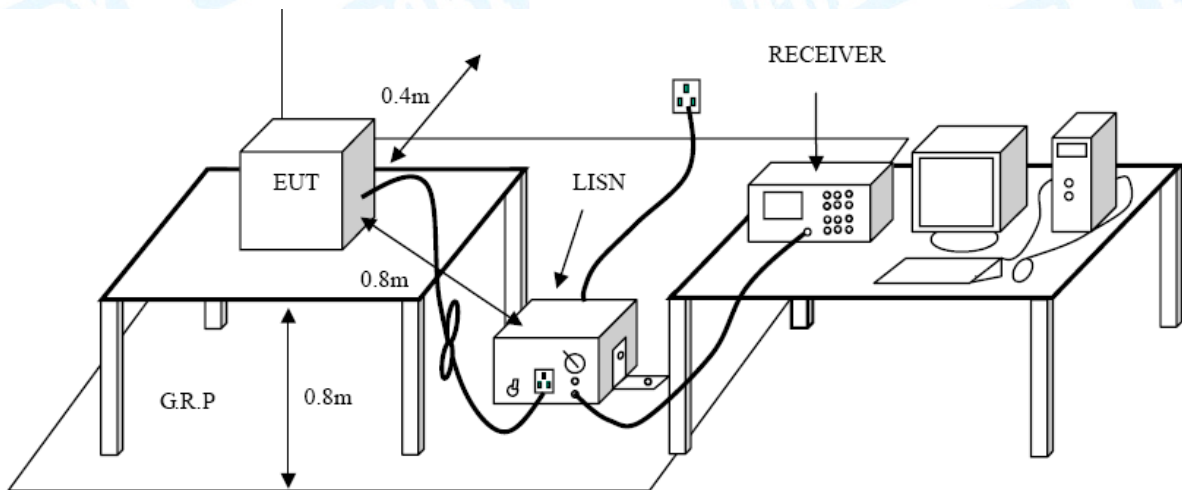 RECEIVER
0.4m
EUT
LISN
0.8m
G.R.P
0.8m